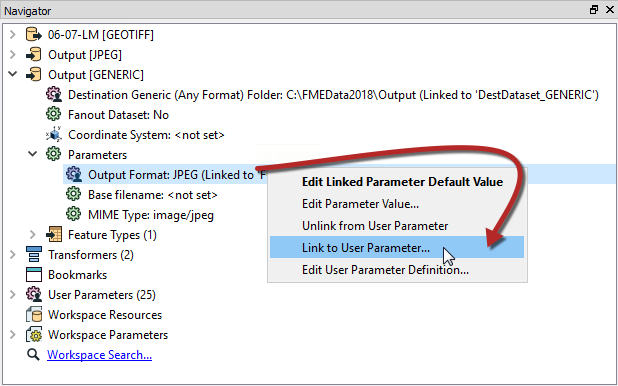 Navigator
06-07-LM [GEOTIFF]
Output [JPEG]
Output [GENERIC]
Destination Generic (Any Format) Folder: C:\FMEData2018\Output (Linked to 'DestDataset_GENERIC')
Fanout Dataset: No
Coordinate System: <not set>
Parameters
Output Format: JPEG (Linked to 'F
Edit Linked Parameter Default Value
Base filename: <not set>
Edit Parameter Value...
MIME Type: image/jpeg
Unlink from User Parameter
Feature Types (1)
Link to User Parameter...
Transformers (2)
Edit User Parameter Definition...
Bookmarks
User Parameters (25)
Workspace Resources
Workspace Parameters
Workspace Search...